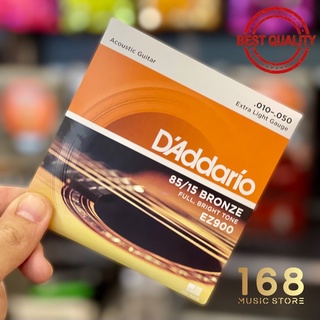 BEST QUALITY
Acoustic Guitar
.010–.050
Extra Light Gauge
D'Addario
85/15 BRONZE
FULL, BRIGHT TONE
EZ900
168
MUSIC STORE